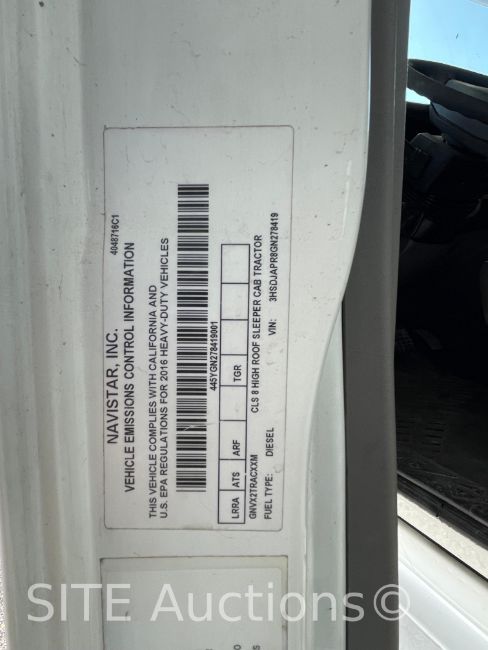 4048716C1
NAVISTAR, INC.
VEHICLE EMISSIONS CONTROL INFORMATION
THIS VEHICLE COMPLIES WITH CALIFORNIA AND
U.S. EPA REGULATIONS FOR 2016 HEAVY-DUTY VEHICLES
445YGN278419001
LRRA ATS ARF TGR
GNVX2TRACXXM CLS 8 HIGH ROOF SLEEPER CAB TRACTOR
FUEL TYPE: DIESEL VIN: 3HSDJAPR8GN278419
SITE Auctions©